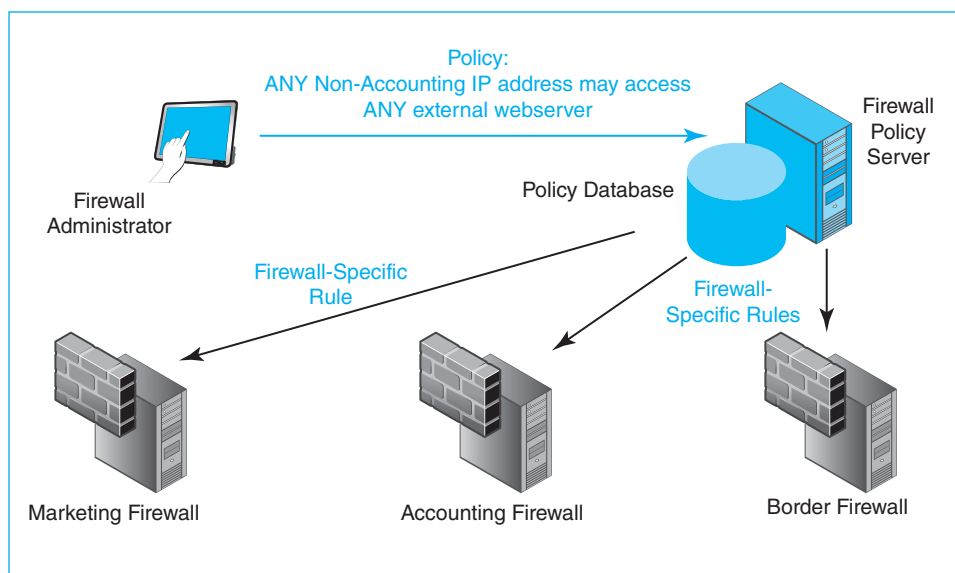 Policy:
ANY Non-Accounting IP address may access
ANY external webserver
Firewall
Policy
Server
Policy Database
Firewall
Administrator
Firewall-Specific
Rule
Firewall-
Specific Rules
Marketing Firewall
Accounting Firewall
Border Firewall